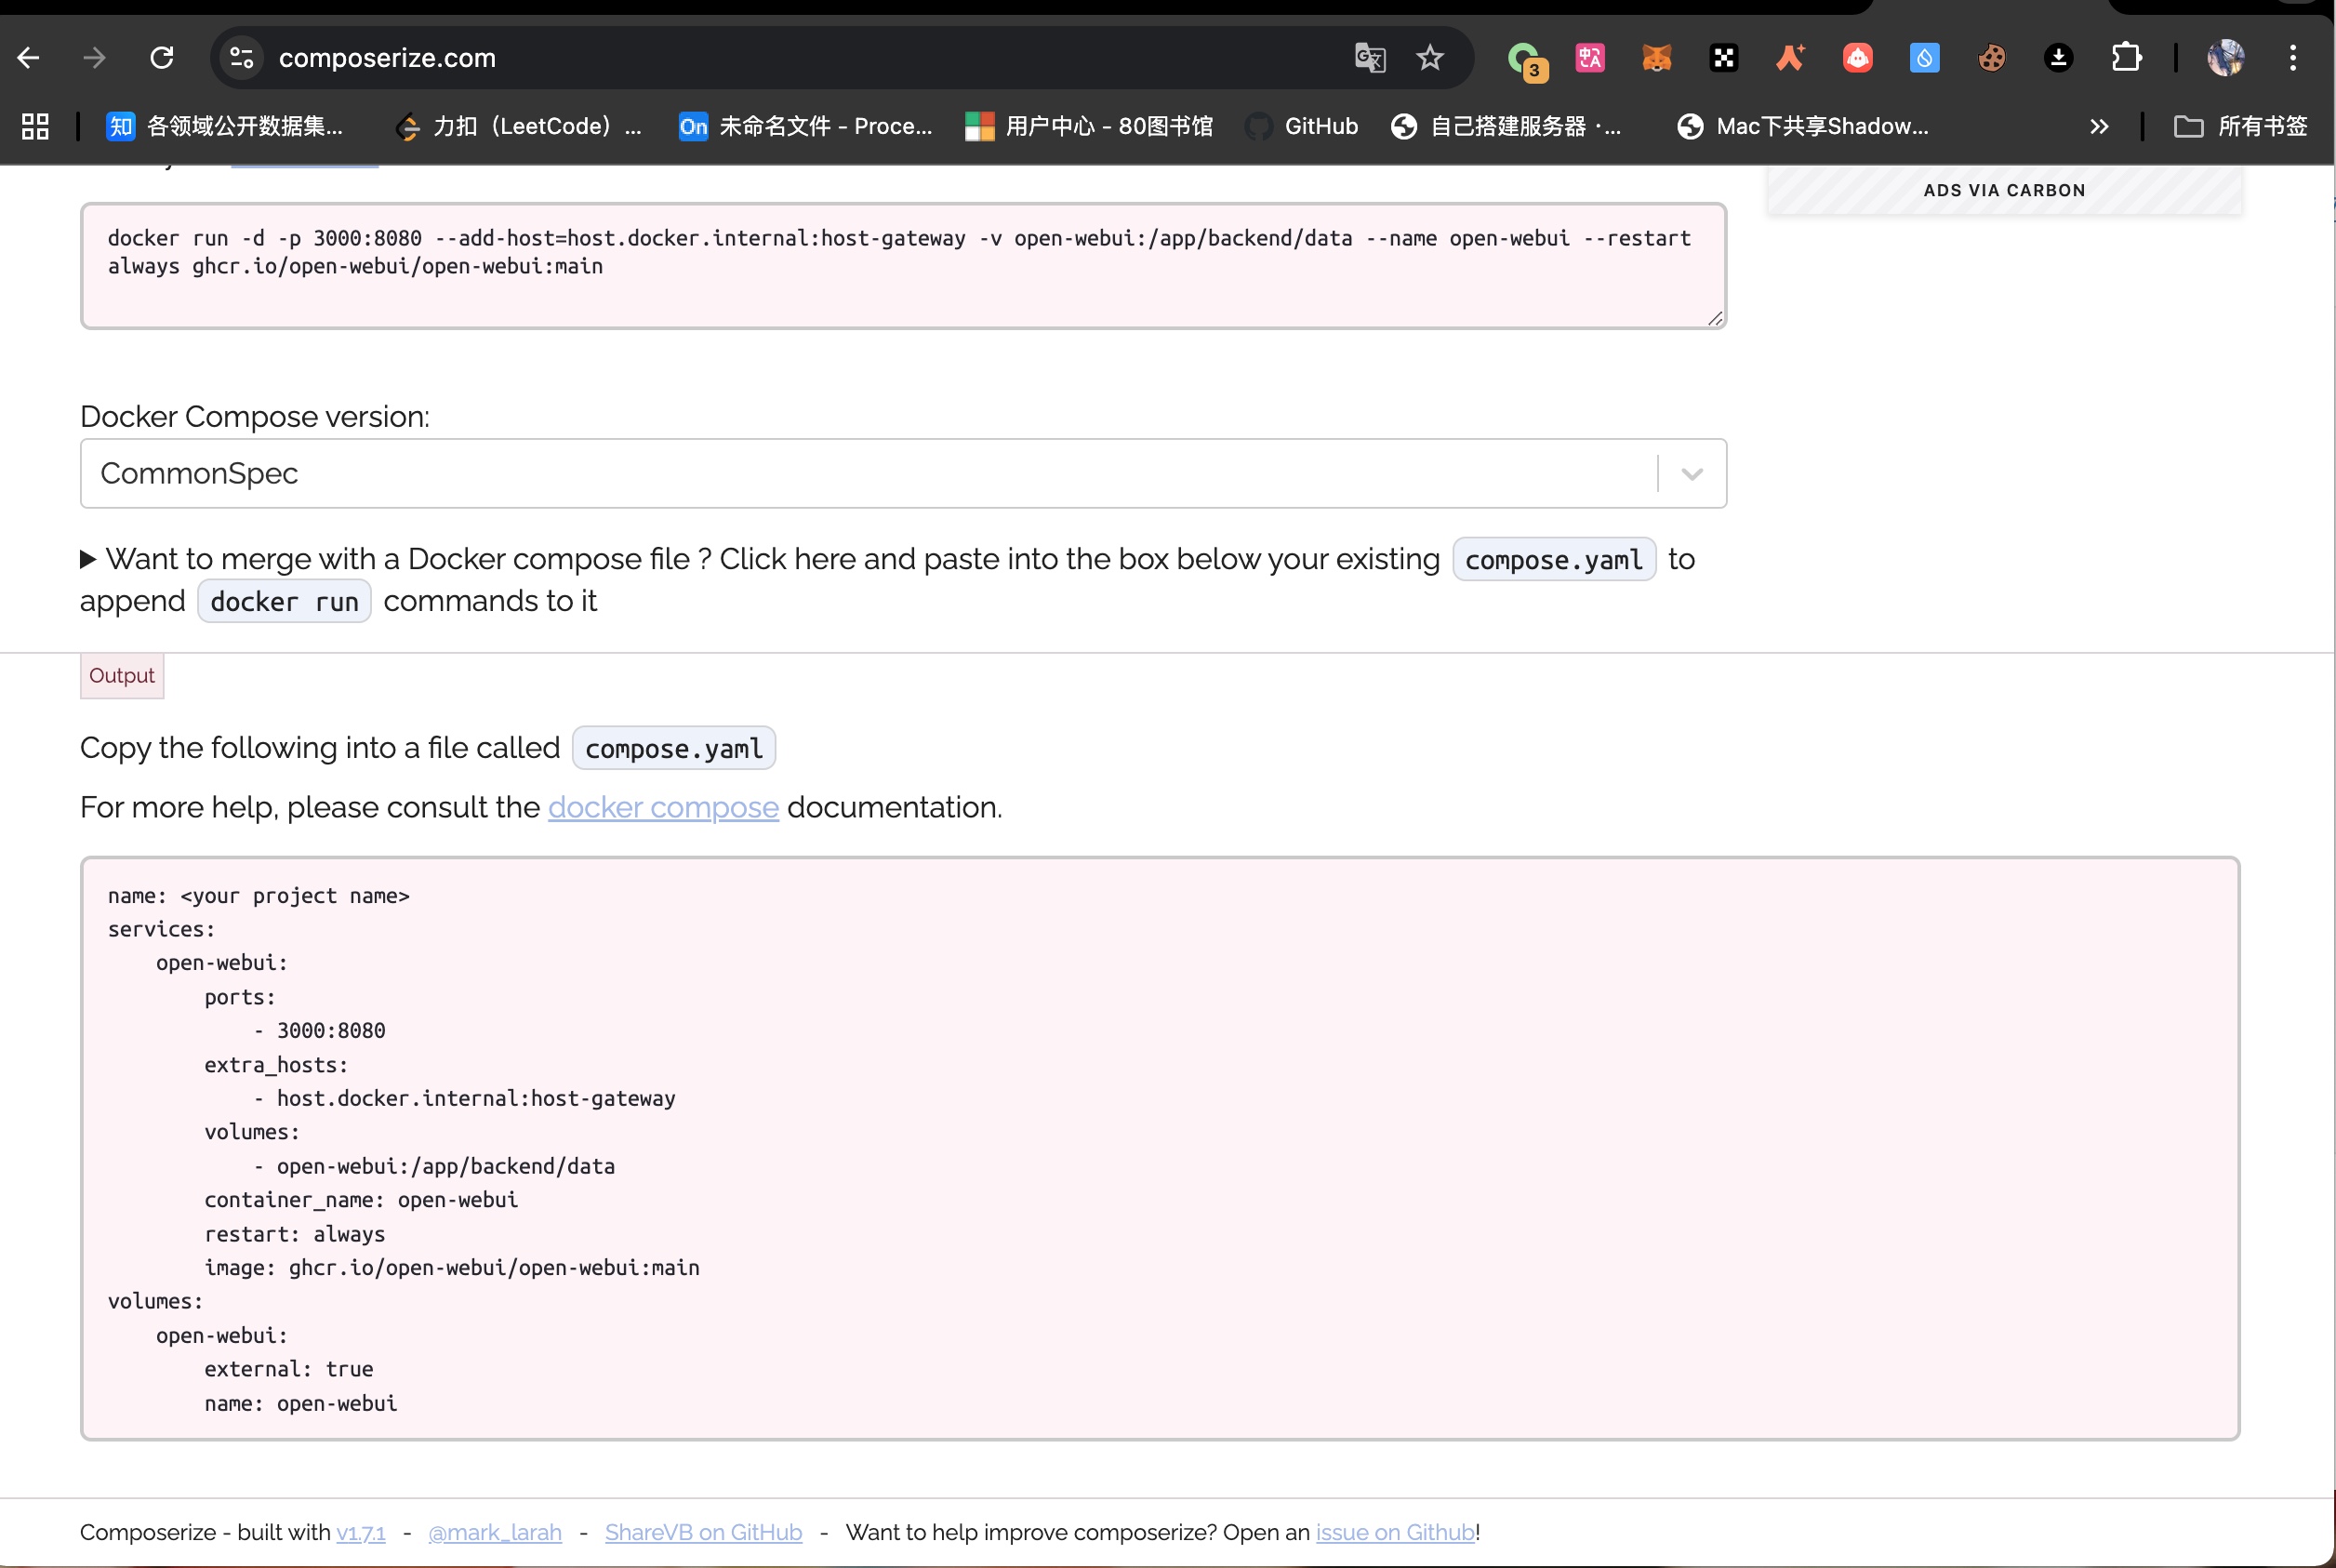 composerize.com
3
知 各领域公开数据集... 力扣（LeetCode）... On 未命名文件 - Proce... 用户中心 - 80图书馆 GitHub 自己搭建服务器 ·... Mac下共享Shadow... » 所有书签
ADS VIA CARBON
docker run -d -p 3000:8080 --add-host=host.docker.internal:host-gateway -v open-webui:/app/backend/data --name open-webui --restart
always ghcr.io/open-webui/open-webui:main
Docker Compose version:
CommonSpec
Want to merge with a Docker compose file ? Click here and paste into the box below your existing compose.yaml to
append docker run commands to it
Output
Copy the following into a file called compose.yaml
For more help, please consult the docker compose documentation.
name: <your project name>
services:
    open-webui:
        ports:
            - 3000:8080
        extra_hosts:
            - host.docker.internal:host-gateway
        volumes:
            - open-webui:/app/backend/data
        container_name: open-webui
        restart: always
        image: ghcr.io/open-webui/open-webui:main
volumes:
    open-webui:
        external: true
        name: open-webui
Composerize - built with v1.7.1 - @mark_larah - ShareVB on GitHub - Want to help improve composerize? Open an issue on Github!